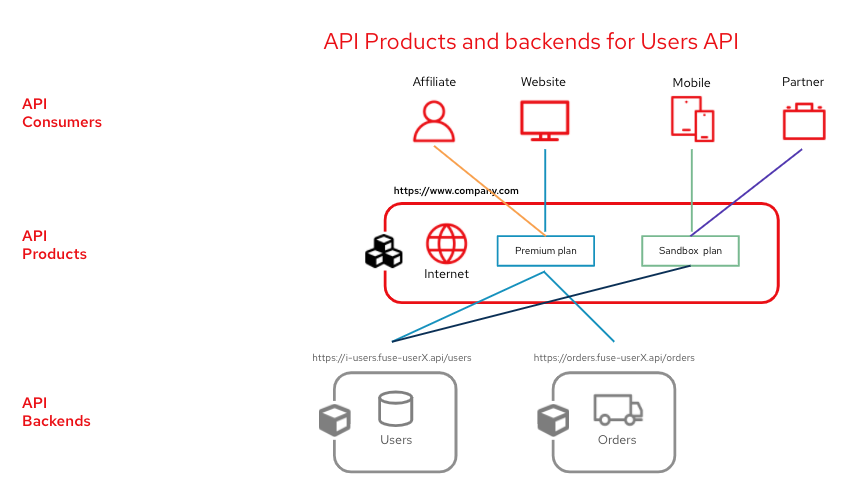 API Products and backends for Users API
Affiliate
Website
Mobile
Partner
API
Consumers
https://www.company.com
API
Products
Internet
Premium plan
Sandbox plan
https://i-users.fuse-userX.api/users
https://orders.fuse-userX.api/orders
API
Backends
Users
Orders